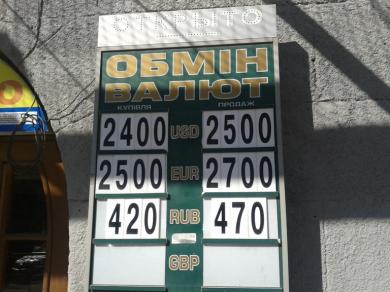 ОТКРЫТО
ОБМІН
ВАЛЮТ
КУПІВЛЯ ПРОДАЖ
2400 USD 2500
2500 EUR 2700
420 RUB 470
GBP